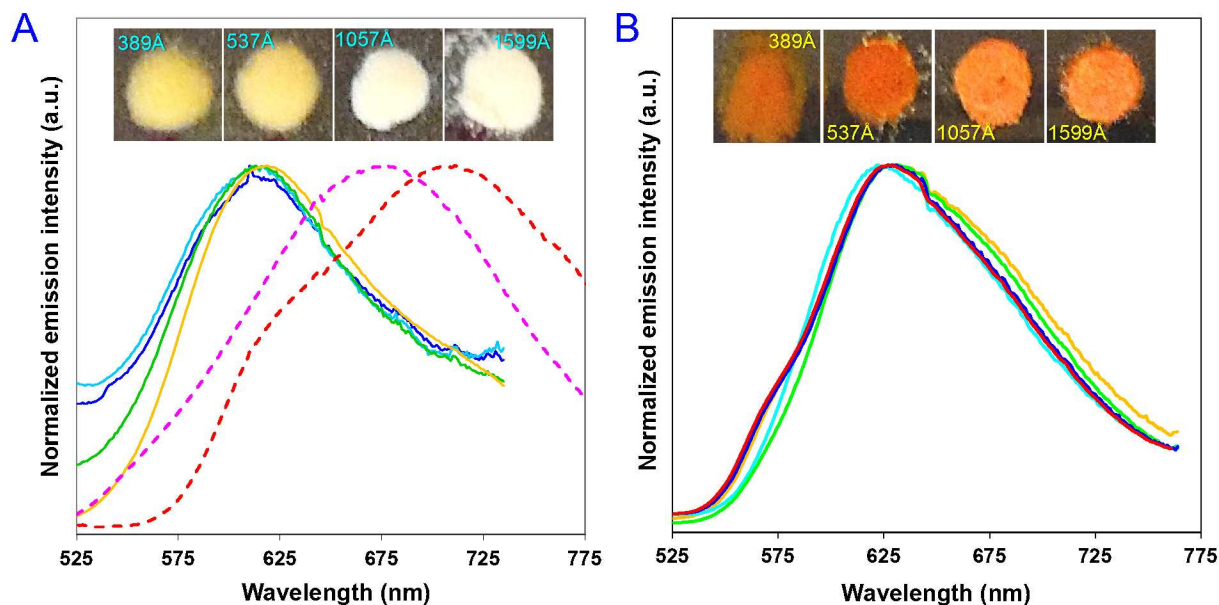 A
389Å
537Å
1057Å
1599Å
Normalized emission intensity (a.u.)
525
575
625
675
725
775
Wavelength (nm)
B
389Å
537Å
1057Å
1599Å
Normalized emission intensity (a.u.)
525
575
625
675
725
775
Wavelength (nm)